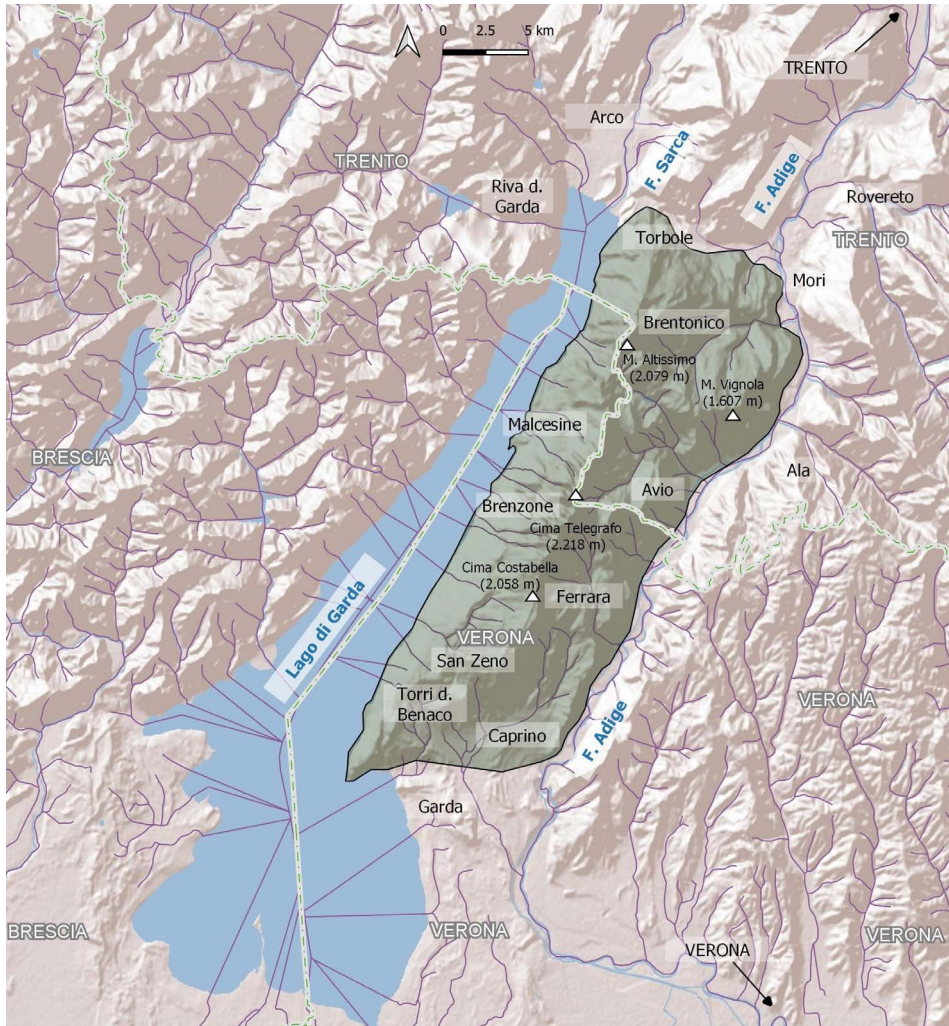 0 2.5 5 km
TRENTO
Arco
F. Sarca
F. Adige
TRENTO
Riva d.
Garda
Rovereto
TRENTO
Torbole
Mori
Brentonico
M. Altissimo
(2.079 m)
M. Vignola
(1.607 m)
Malcesine
BRESCIA
Ala
Avio
Brenzone
Cima Telegrafo
(2.218 m)
Cima Costabella
(2.058 m)
Ferrara
Lago di Garda
VERONA
San Zeno
VERONA
Torri d.
Benaco
F. Adige
Caprino
Garda
BRESCIA
VERONA
VERONA
VERONA